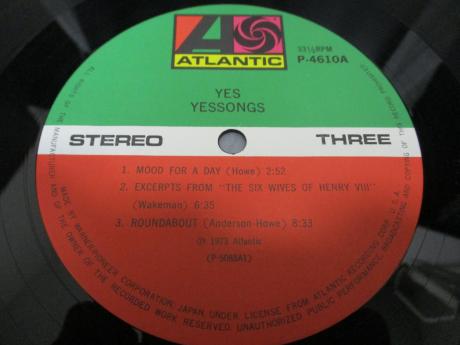 ATLANTIC
33⅓RPM
P-4610A
YES
YESSONGS
STEREO
THREE
1. MOOD FOR A DAY (Howe) 2:52
2. EXCERPTS FROM "THE SIX WIVES OF HENRY VIII"
(Wakeman) 6:35
3. ROUNDABOUT (Anderson-Howe) 8:33
Ⓟ 1973 Atlantic
(P-5088A1)
ALL RIGHTS OF THE MANUFACTURER AND OF THE OWNER OF THE RECORDED WORK RESERVED. UNAUTHORIZED PUBLIC PERFORMANCE, BROADCASTING AND COPYING OF THIS RECORD PROHIBITED
MADE BY WARNER-PIONEER CORPORATION, JAPAN, UNDER LICENSE FROM ATLANTIC RECORDING CORP., U.S.A.